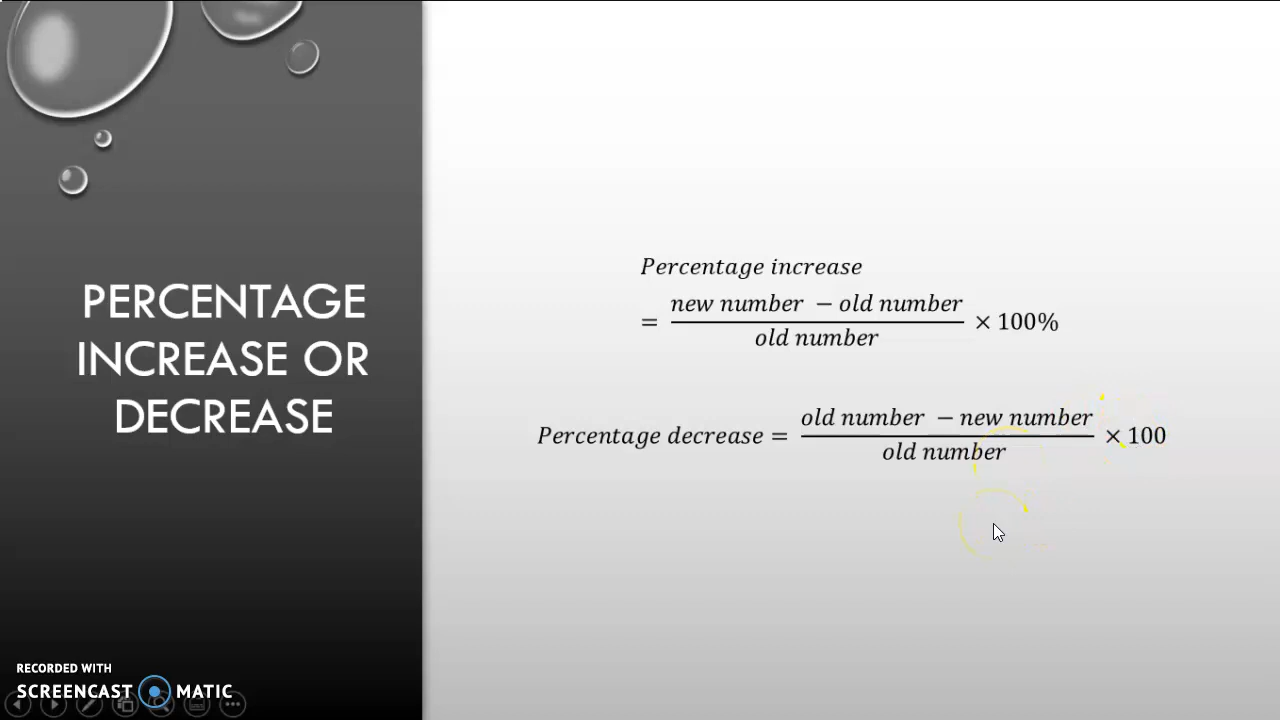 PERCENTAGE
INCREASE OR
DECREASE
Percentage increase
= new number − old number / old number × 100%
Percentage decrease = old number − new number / old number × 100
RECORDED WITH
SCREENCAST MATIC